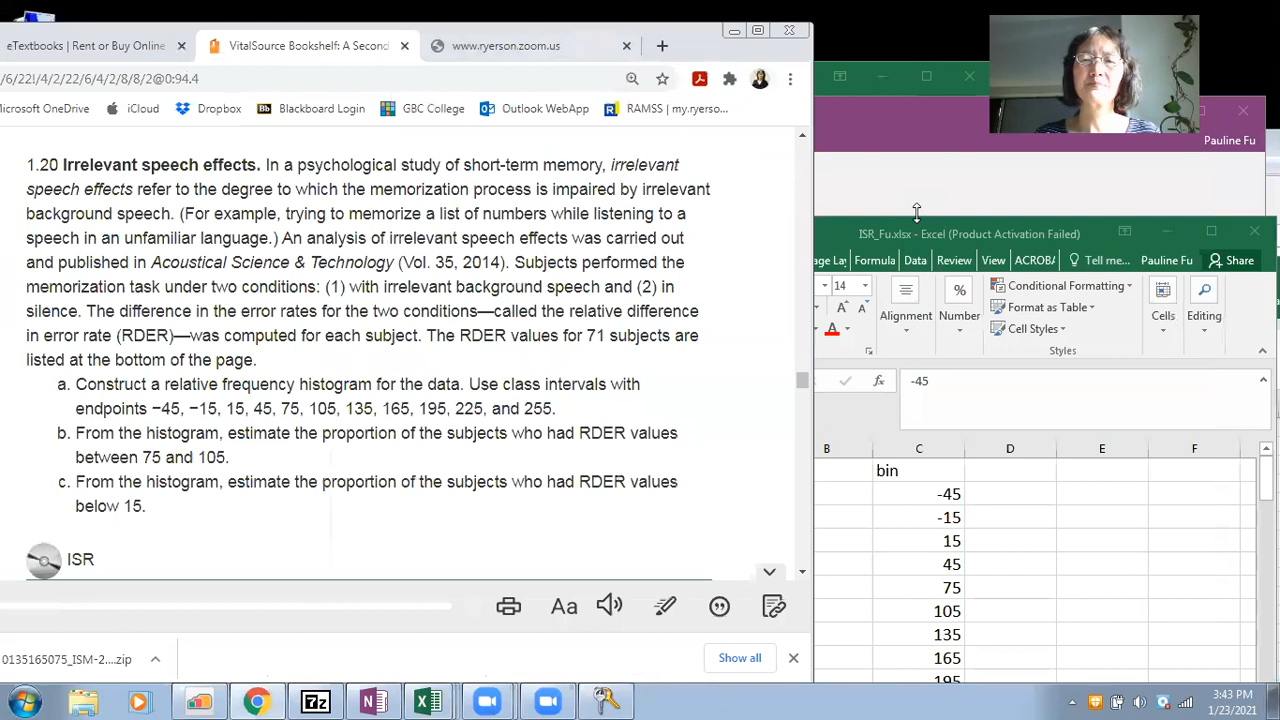 eTextbooks | Rent or Buy Online
VitalSource Bookshelf: A Second
www.ryerson.zoom.us
/6/22!/4/2/22/6/4/2/8/8/2@0:94.4
Microsoft OneDrive
iCloud
Dropbox
Bb Blackboard Login
GBC College
Outlook WebApp
RAMSS | my.ryerso...
1.20 Irrelevant speech effects. In a psychological study of short-term memory, irrelevant
speech effects refer to the degree to which the memorization process is impaired by irrelevant
background speech. (For example, trying to memorize a list of numbers while listening to a
speech in an unfamiliar language.) An analysis of irrelevant speech effects was carried out
and published in Acoustical Science & Technology (Vol. 35, 2014). Subjects performed the
memorization task under two conditions: (1) with irrelevant background speech and (2) in
silence. The difference in the error rates for the two conditions—called the relative difference
in error rate (RDER)—was computed for each subject. The RDER values for 71 subjects are
listed at the bottom of the page.
a. Construct a relative frequency histogram for the data. Use class intervals with
endpoints −45, −15, 15, 45, 75, 105, 135, 165, 195, 225, and 255.
b. From the histogram, estimate the proportion of the subjects who had RDER values
between 75 and 105.
c. From the histogram, estimate the proportion of the subjects who had RDER values
below 15.
ISR
Aa
0135165075_ISM-2....zip
Show all
Pauline Fu
ISR_Fu.xlsx - Excel (Product Activation Failed)
age Lay
Formula
Data
Review
View
ACROBA
Tell me...
Pauline Fu
Share
14
A
A
A
Alignment
%
Number
Conditional Formatting
Format as Table
Cell Styles
Styles
Cells
Editing
fx
-45
B
C
D
E
F
bin
-45
-15
15
45
75
105
135
165
195
7z
3:43 PM
1/23/2021